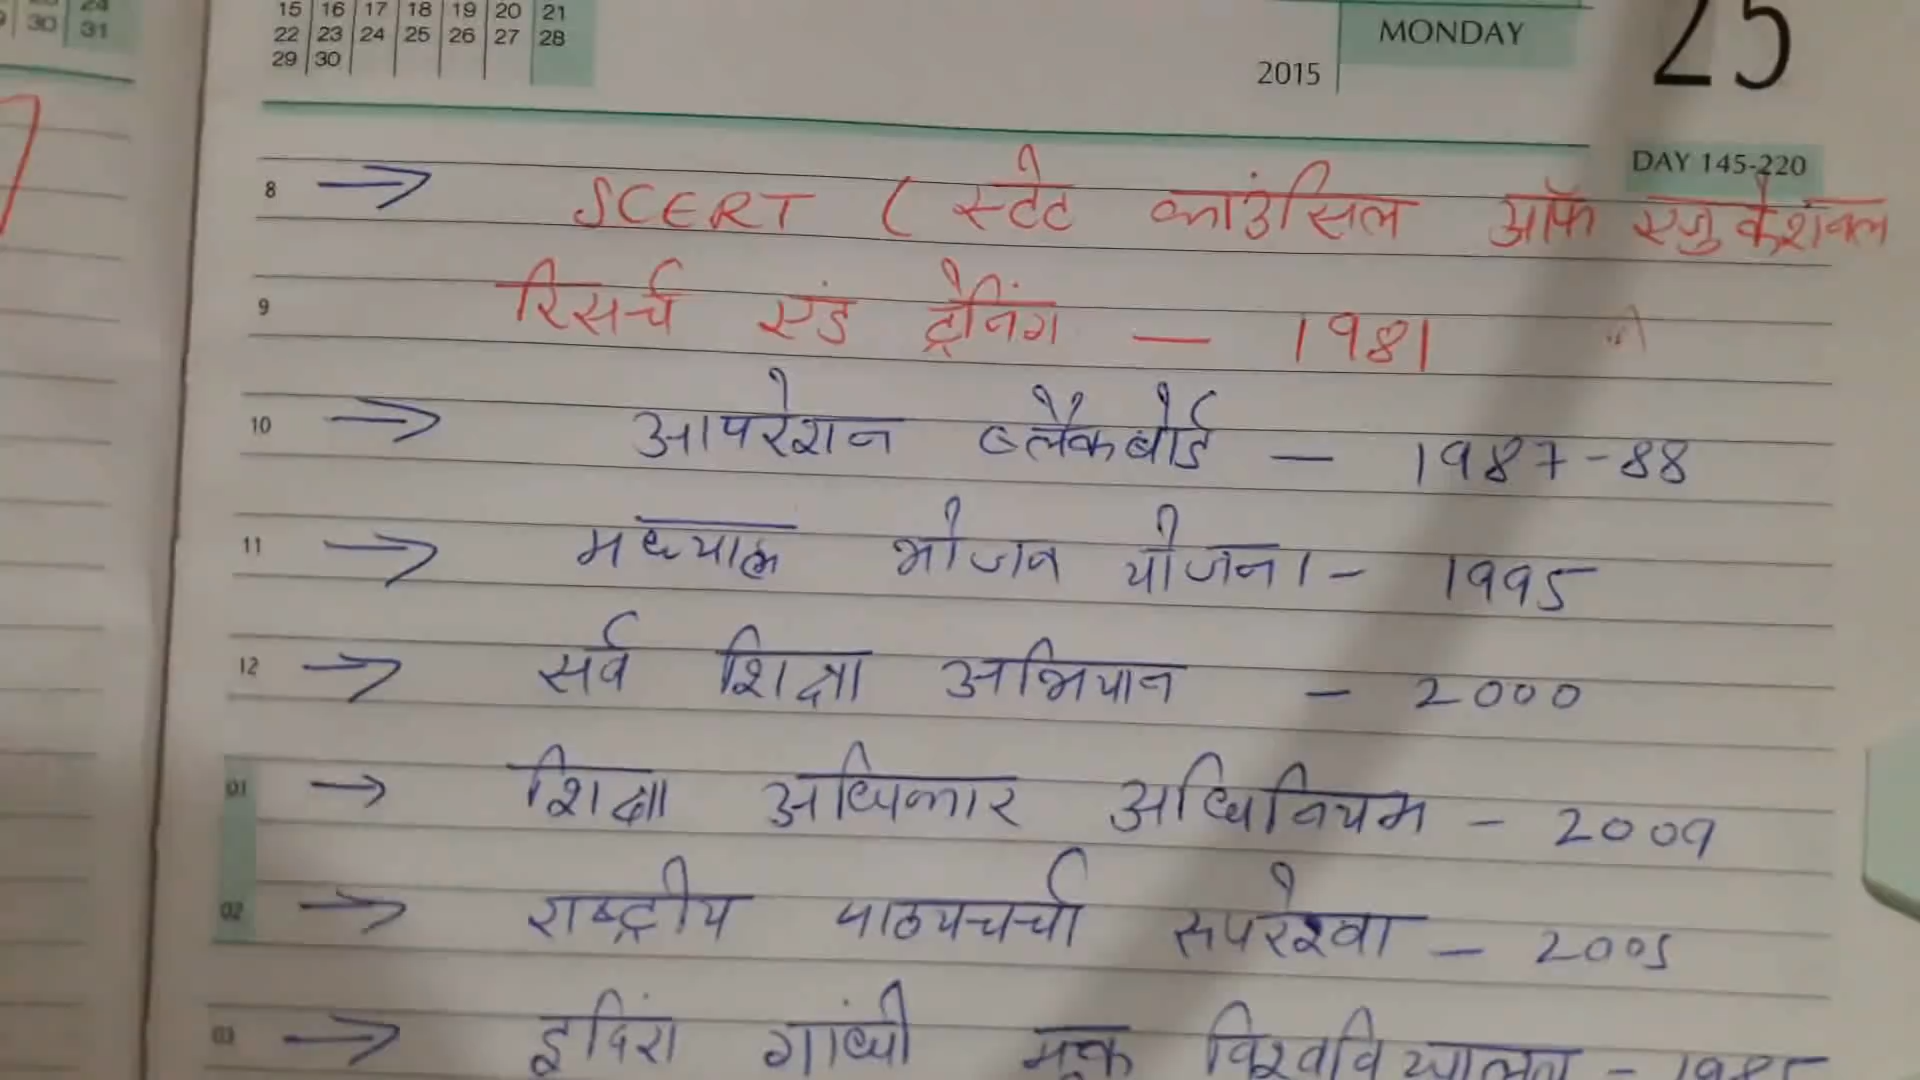 24
30 31
15 16 17 18 19 20 21
22 23 24 25 26 27 28
29 30
2015 MONDAY 25
DAY 145-220
8 → SCERT ( स्टेट काउंसिल ऑफ एजुकेशनल
9 रिसर्च एंड ट्रेनिंग — 1981
10 → आपरेशन ब्लैकबोर्ड — 1987-88
11 → मध्याह्न भोजन योजना - 1995
12 → सर्व शिक्षा अभियान - 2000
01 → शिक्षा अधिकार अधिनियम - 2009
02 → राष्ट्रीय पाठ्यचर्चा रूपरेखा - 2005
03 → इंदिरा गांधी मुक्त विश्वविद्यालय - 1985